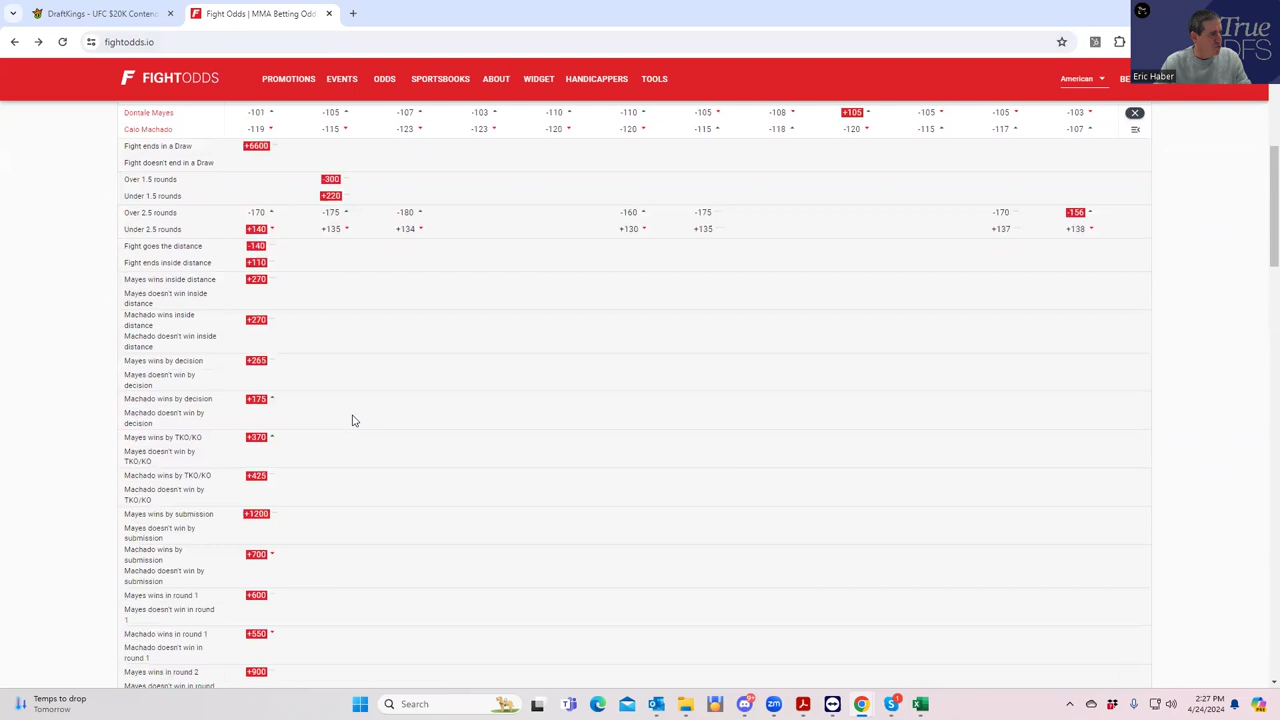 DraftKings - UFC $20K Contend
Fight Odds | MMA Betting Odd
fightodds.io
FIGHTODDS
PROMOTIONS EVENTS ODDS SPORTSBOOKS ABOUT WIDGET HANDICAPPERS TOOLS
American
BE
True
DFS
Eric Haber
Dontale Mayes -101 -105 -107 -103 -110 -110 -105 -108 +105 -105 -105 -103
Caio Machado -119 -115 -123 -123 -120 -120 -115 -118 -120 -115 -117 -107
Fight ends in a Draw +6600
Fight doesn't end in a Draw
Over 1.5 rounds -300
Under 1.5 rounds +220
Over 2.5 rounds -170 -175 -180 -160 -175 -170 -156
Under 2.5 rounds +140 +135 +134 +130 +135 +137 +138
Fight goes the distance -140
Fight ends inside distance +110
Mayes wins inside distance +270
Mayes doesn't win inside
distance
Machado wins inside
distance +270
Machado doesn't win inside
distance
Mayes wins by decision +265
Mayes doesn't win by
decision
Machado wins by decision +175
Machado doesn't win by
decision
Mayes wins by TKO/KO +370
Mayes doesn't win by
TKO/KO
Machado wins by TKO/KO +425
Machado doesn't win by
TKO/KO
Mayes wins by submission +1200
Mayes doesn't win by
submission
Machado wins by
submission +700
Machado doesn't win by
submission
Mayes wins in round 1 +600
Mayes doesn't win in round
1
Machado wins in round 1 +550
Machado doesn't win in
round 1
Mayes wins in round 2 +900
Mayes doesn't win in round
Temps to drop
Tomorrow
Search
2:27 PM
4/24/2024